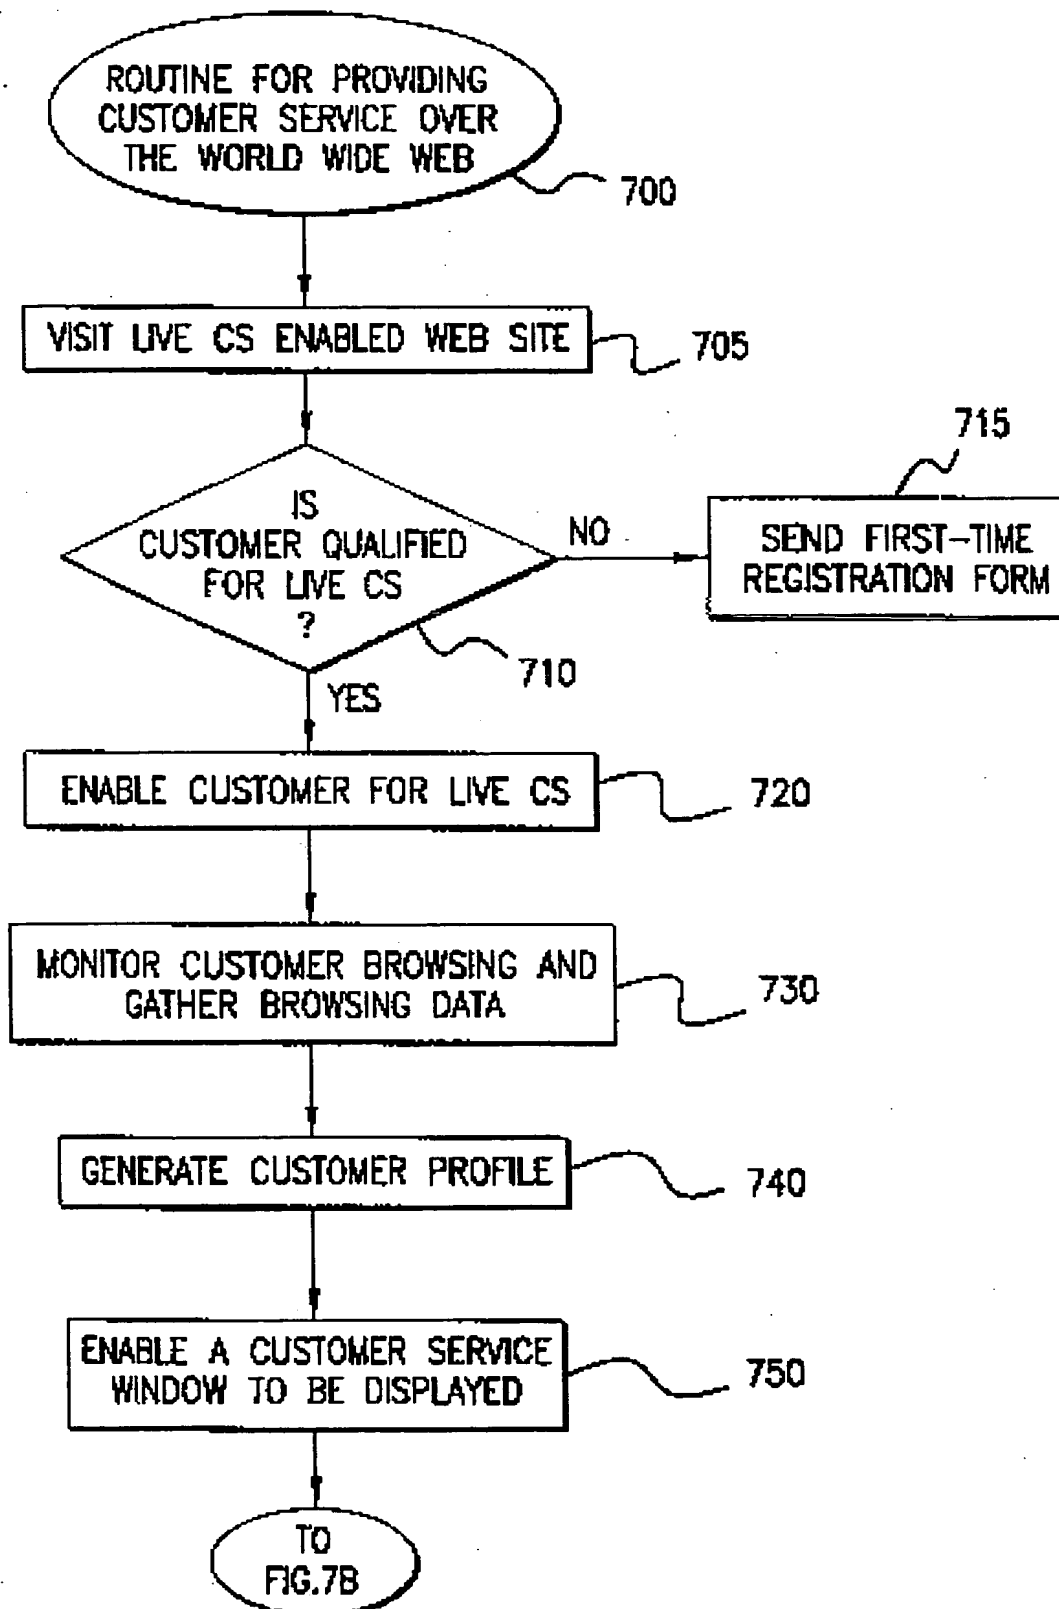 ROUTINE FOR PROVIDING
CUSTOMER SERVICE OVER
THE WORLD WIDE WEB
700
VISIT LIVE CS ENABLED WEB SITE
705
715
IS
CUSTOMER QUALIFIED
FOR LIVE CS
?
NO
SEND FIRST-TIME
REGISTRATION FORM
710
YES
ENABLE CUSTOMER FOR LIVE CS
720
MONITOR CUSTOMER BROWSING AND
GATHER BROWSING DATA
730
GENERATE CUSTOMER PROFILE
740
ENABLE A CUSTOMER SERVICE
WINDOW TO BE DISPLAYED
750
TO
FIG.7B